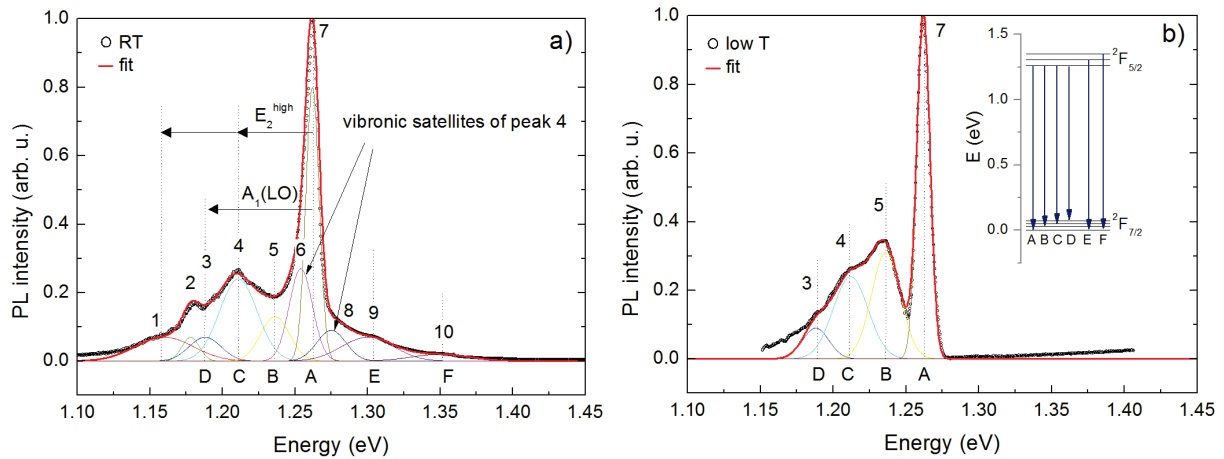 a)
RT
fit
7
E₂ʰⁱᵍʰ
vibronic satellites of peak 4
A₁(LO)
1
2
3
4
5
6
8
9
10
D
C
B
A
E
F
1.0
0.8
0.6
0.4
0.2
0.0
PL intensity (arb. u.)
1.10 1.15 1.20 1.25 1.30 1.35 1.40 1.45
Energy (eV)
b)
low T
fit
7
5
4
3
D
C
B
A
1.0
0.8
0.6
0.4
0.2
0.0
PL intensity (arb. u.)
1.10 1.15 1.20 1.25 1.30 1.35 1.40 1.45
Energy (eV)
1.5
1.0
0.5
0.0
E (eV)
²F₅/₂
²F₇/₂
A B C D E F